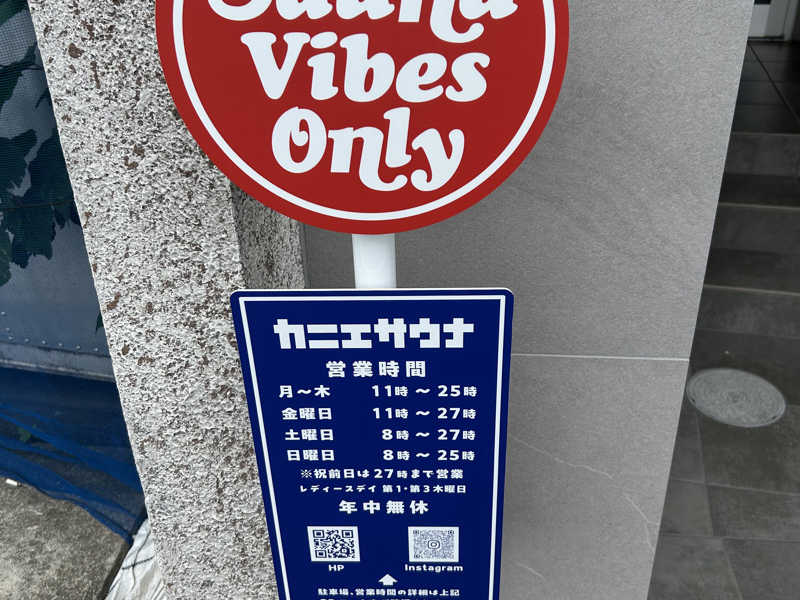 Sauna
Vibes
Only
カニエサウナ
営業時間
月〜木 11時 〜 25時
金曜日 11時 〜 27時
土曜日 8時 〜 27時
日曜日 8時 〜 25時
※祝前日は27時まで営業
レディースデイ 第1・第3木曜日
年中無休
HP Instagram
駐車場、営業時間の詳細は上記